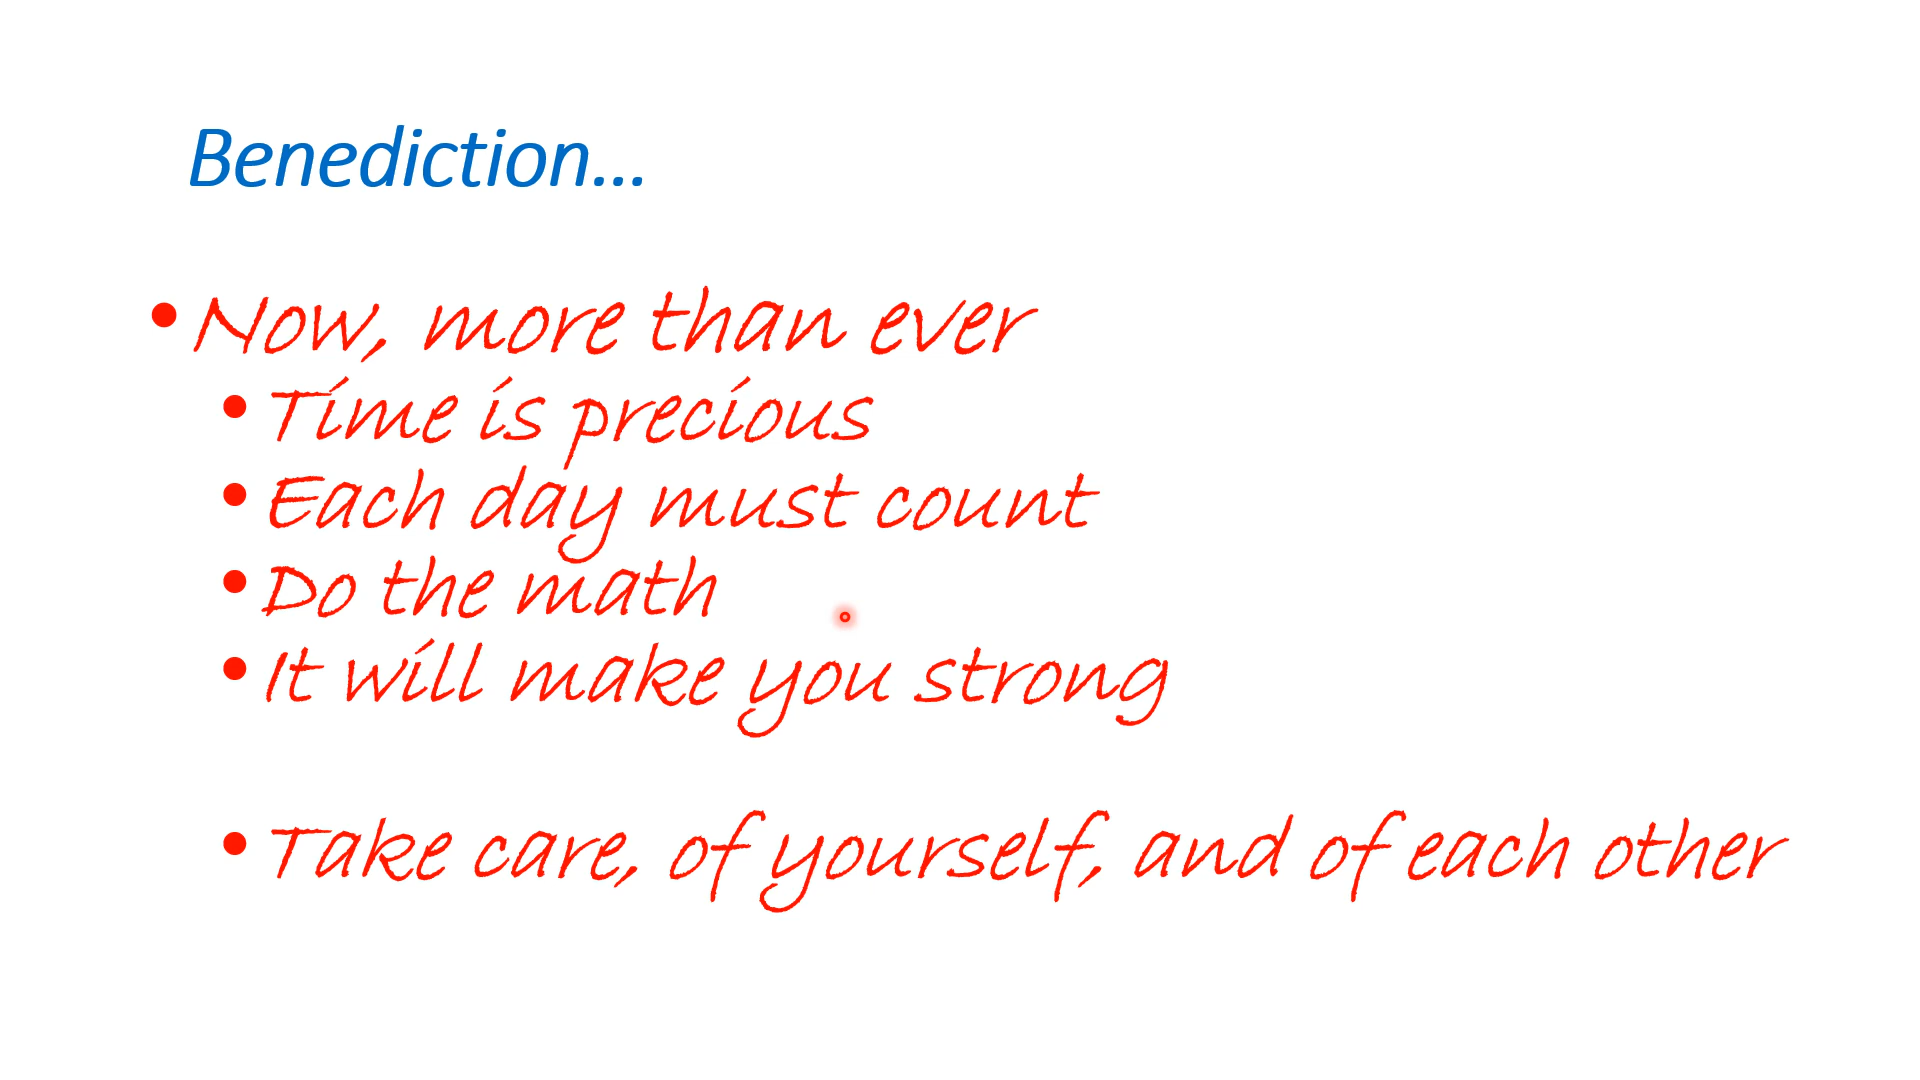 Benediction...
• Now, more than ever
• Time is precious
• Each day must count
• Do the math
• It will make you strong
• Take care, of yourself, and of each other